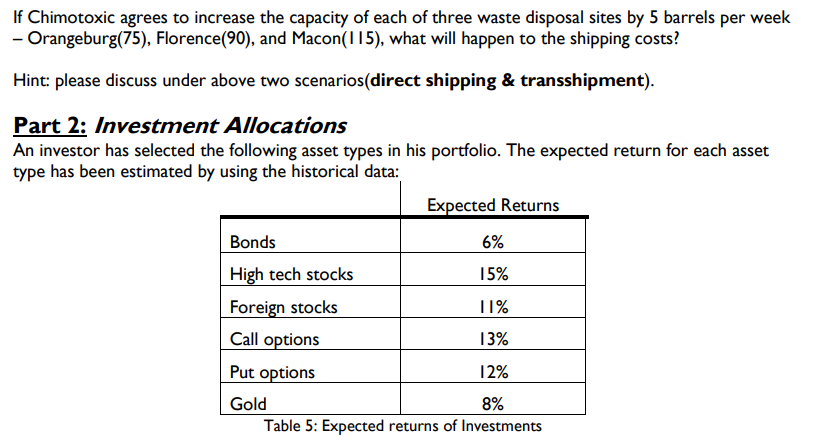 If Chimotoxic agrees to increase the capacity of each of three waste disposal sites by 5 barrels per week
– Orangeburg(75), Florence(90), and Macon(115), what will happen to the shipping costs?
Hint: please discuss under above two scenarios(direct shipping & transshipment).
Part 2: Investment Allocations
An investor has selected the following asset types in his portfolio. The expected return for each asset
type has been estimated by using the historical data:
Expected Returns
Bonds 6%
High tech stocks 15%
Foreign stocks 11%
Call options 13%
Put options 12%
Gold 8%
Table 5: Expected returns of Investments